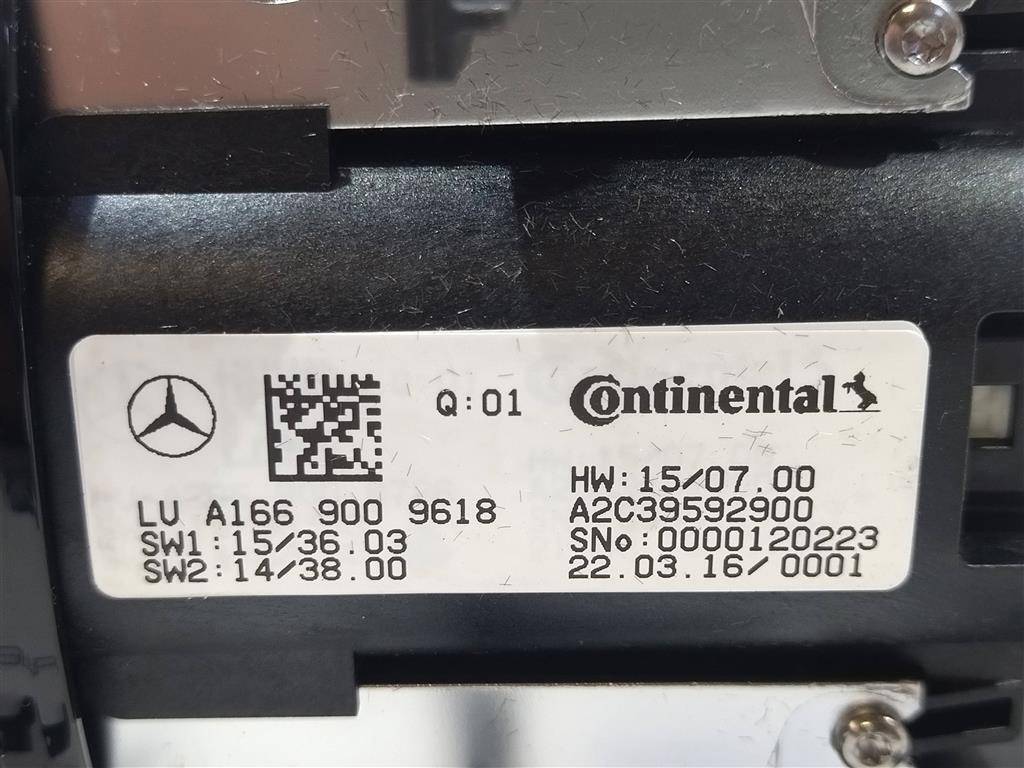 Q:01
Continental
HW:15/07.00
LU A166 900 9618
A2C39592900
SW1:15/36.03
SNo:0000120223
SW2:14/38.00
22.03.16/0001